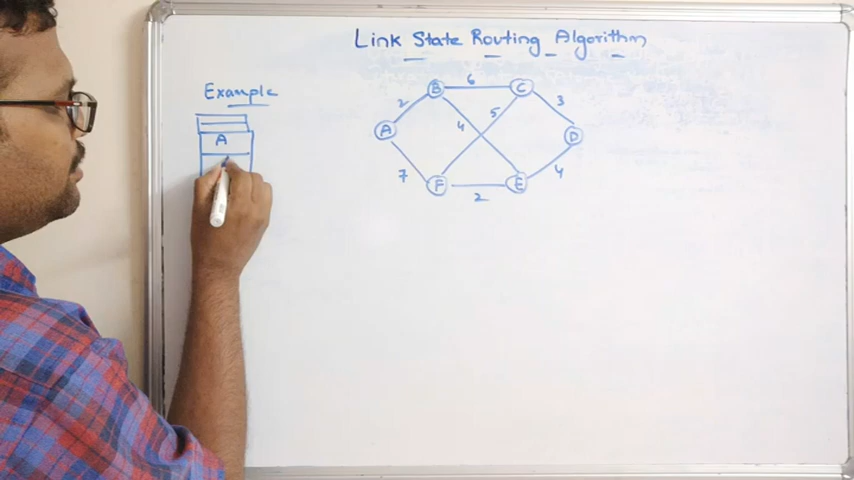 Link State Routing Algorithm
Example
A
B 6 C
2 5 3
A 4 D
7 4
F 2 E